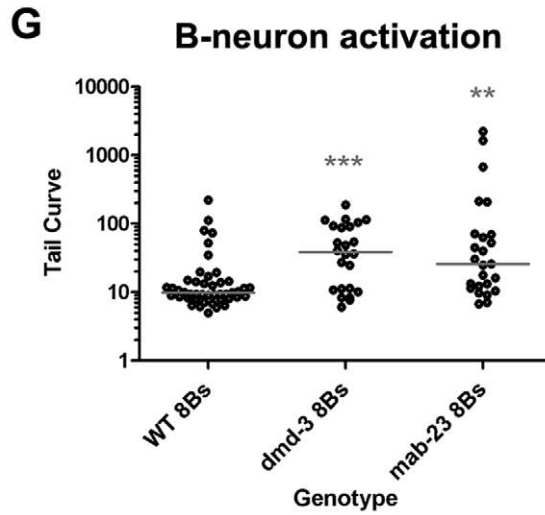 G
B-neuron activation
Tail Curve
10000
1000
100
10
1
***
**
WT 8Bs
dmd-3 8Bs
mab-23 8Bs
Genotype